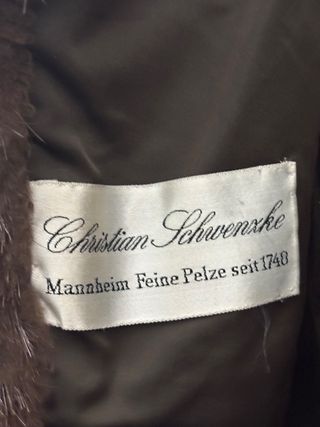 Christian Schwenzke
Mannheim Feine Pelze seit 1748